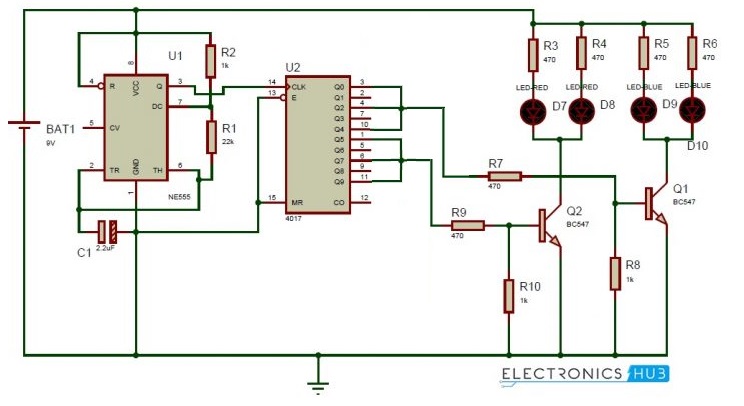 U1
R2
1k
U2
R3
470
R4
470
R5
470
R6
470
8
VCC
4
R
Q
3
DC
7
14
CLK
13
E
Q0
3
Q1
2
Q2
4
Q3
7
Q4
10
Q5
1
Q6
5
Q7
6
Q8
9
Q9
11
LED-RED
LED-RED
LED-BLUE
LED-BLUE
D7
D8
D9
D10
BAT1
9V
5
CV
R1
22k
2
TR
GND
TH
6
1
NE555
15
MR
CO
12
4017
C1
2.2uF
R7
470
R9
470
Q2
BC547
Q1
BC547
R10
1k
R8
1k
ELECTRONICS HUB